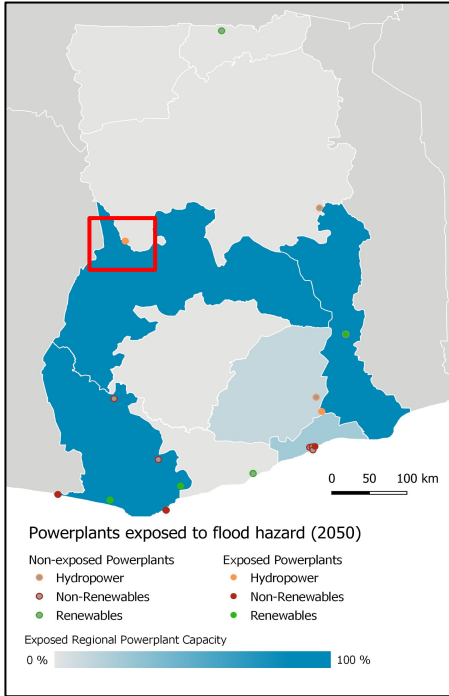 0 50 100 km
Powerplants exposed to flood hazard (2050)
Non-exposed Powerplants Exposed Powerplants
Hydropower Hydropower
Non-Renewables Non-Renewables
Renewables Renewables
Exposed Regional Powerplant Capacity
0 % 100 %